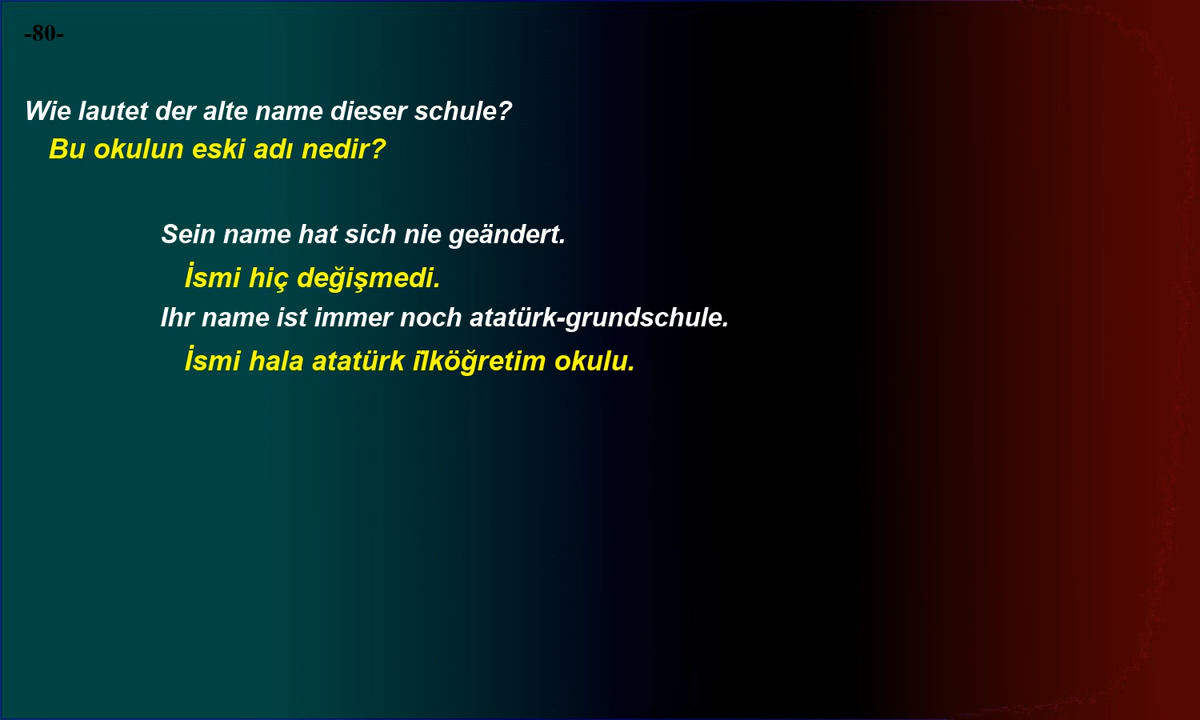 -80-
Wie lautet der alte name dieser schule?
Bu okulun eski adı nedir?
Sein name hat sich nie geändert.
İsmi hiç değişmedi.
Ihr name ist immer noch atatürk-grundschule.
İsmi hala atatürk i̇lköğretim okulu.